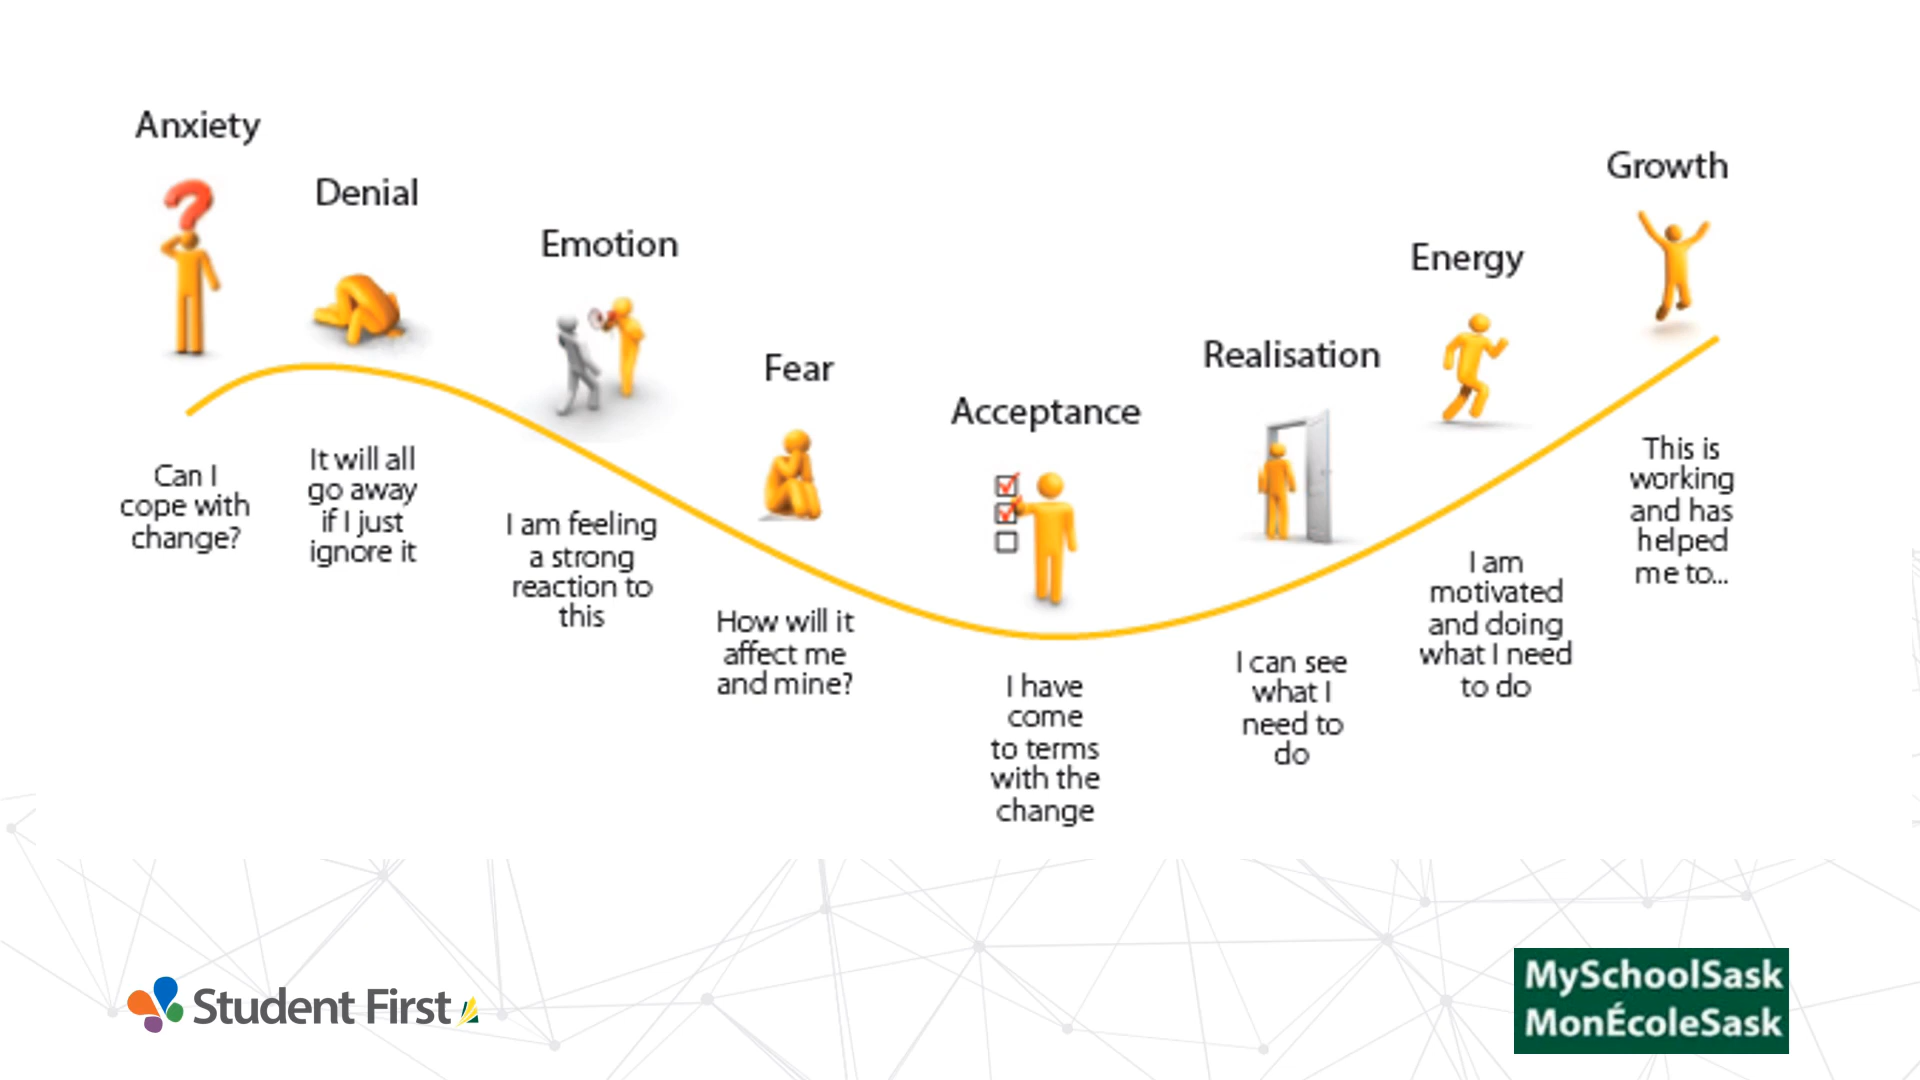 Anxiety
Can I
cope with
change?
Denial
It will all
go away
if I just
ignore it
Emotion
I am feeling
a strong
reaction to
this
Fear
How will it
affect me
and mine?
Acceptance
I have
come
to terms
with the
change
Realisation
I can see
what I
need to
do
Energy
I am
motivated
and doing
what I need
to do
Growth
This is
working
and has
helped
me to...
Student First
MySchoolSask
MonÉcoleSask